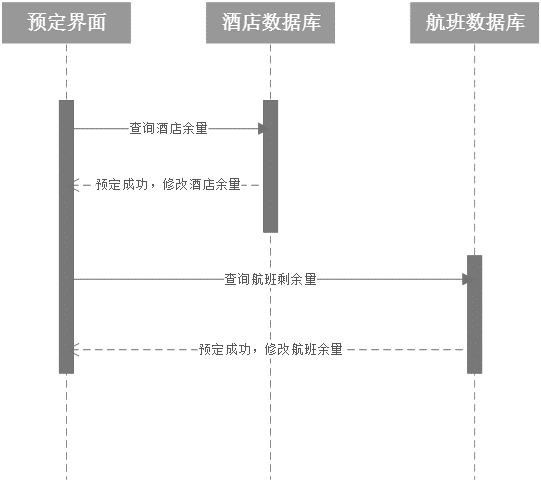 预定界面
酒店数据库
航班数据库
查询酒店余量
预定成功，修改酒店余量
查询航班剩余量
预定成功，修改航班余量